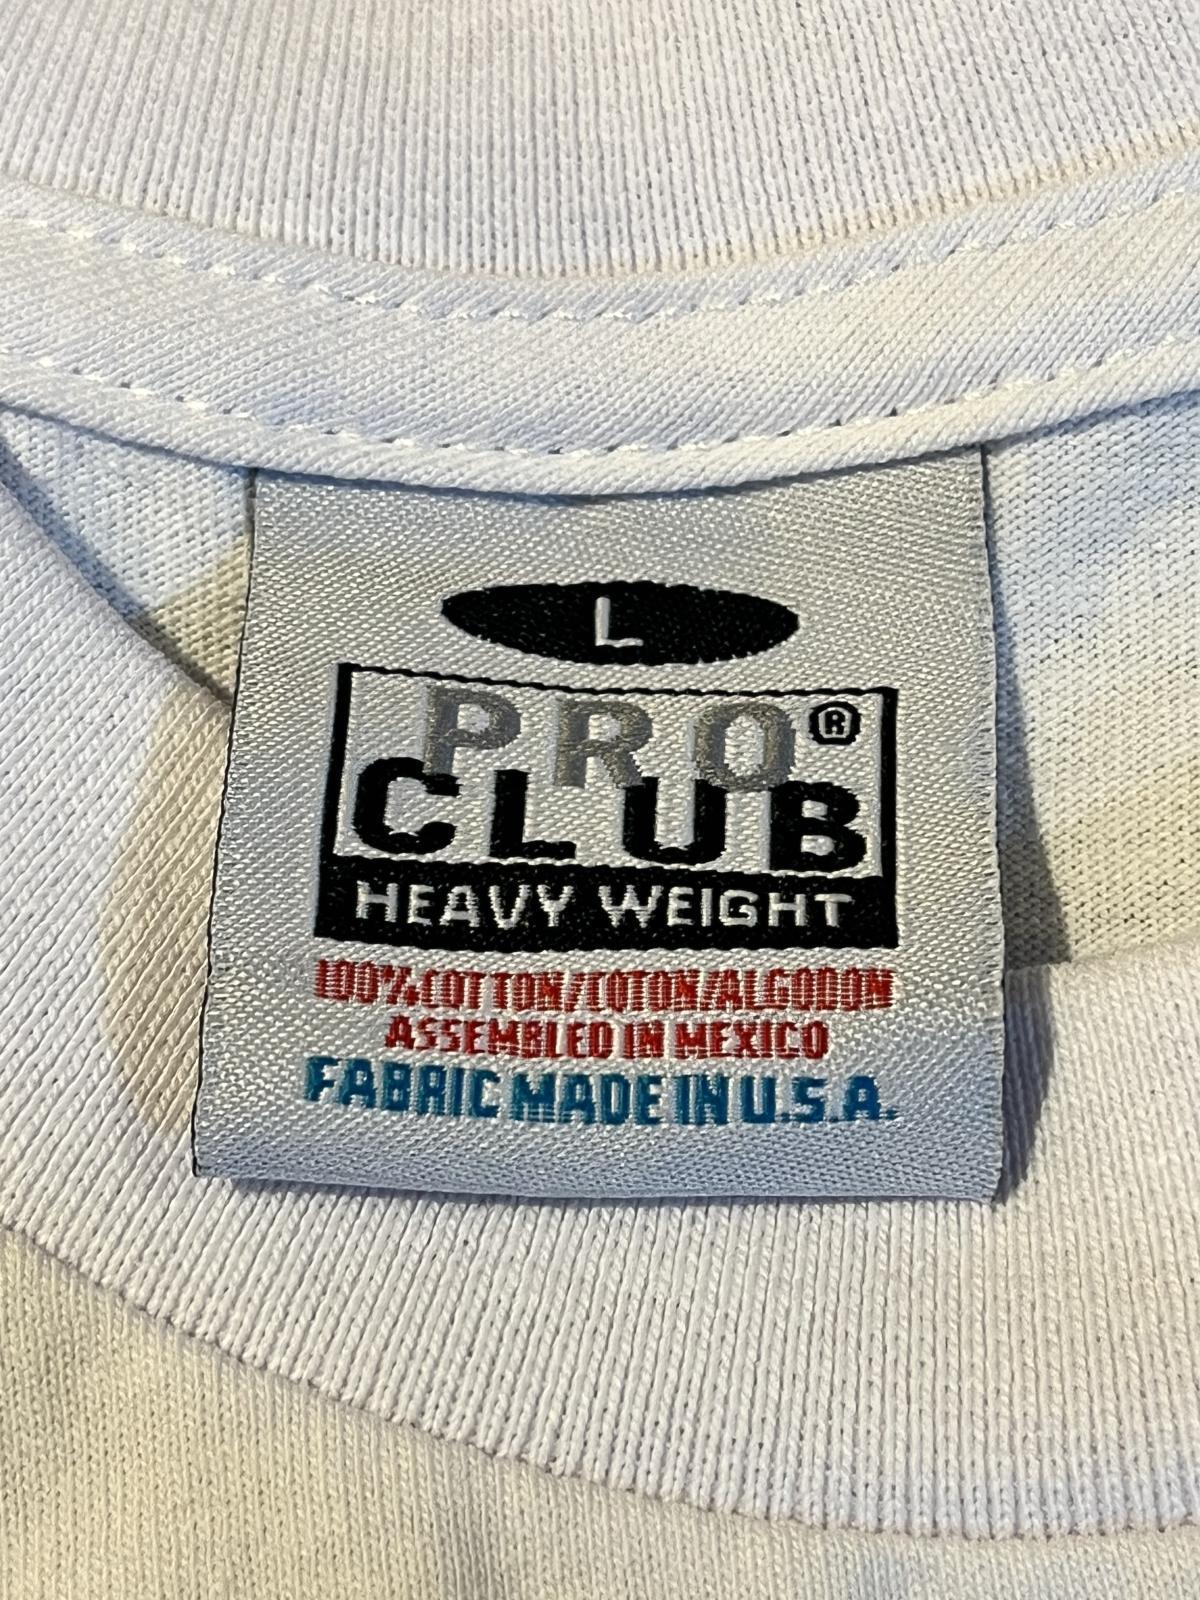 L
PRO®
CLUB
HEAVY WEIGHT
100% COTTON/COTON/ALGODON
ASSEMBLED IN MEXICO
FABRIC MADE IN U.S.A.